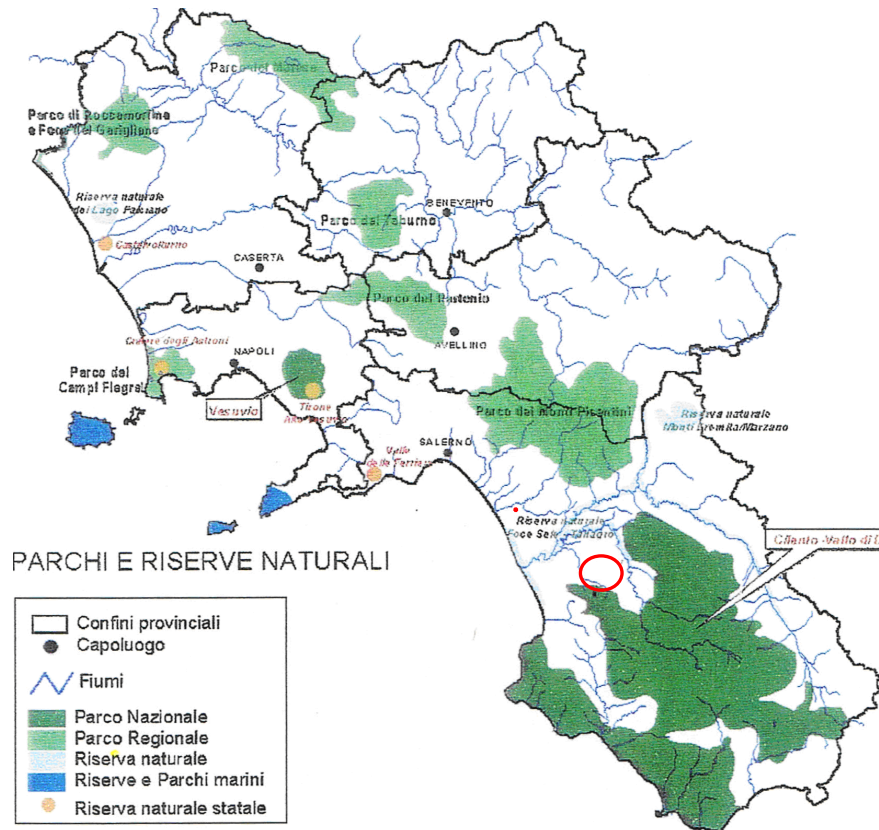 Parco del Matese
Parco di Roccamonfina
e Foce del Garigliano
Riserva naturale
del Lago Falciano
Castelvolturno
BENEVENTO
Parco del Taburno
CASERTA
Parco del Partenio
Cratere degli Astroni
NAPOLI
AVELLINO
Parco dei
Campi Flegrei
Vesuvio
Tirone
Alto Vesuvio
Parco dei Monti Picentini
Riserva naturale
Monti Eremita/Marzano
SALERNO
Valle
delle Ferriere
Riserva naturale
Foce Sele - Tanagro
Cilento -Vallo di
PARCHI E RISERVE NATURALI
Confini provinciali
Capoluogo
Fiumi
Parco Nazionale
Parco Regionale
Riserva naturale
Riserve e Parchi marini
Riserva naturale statale